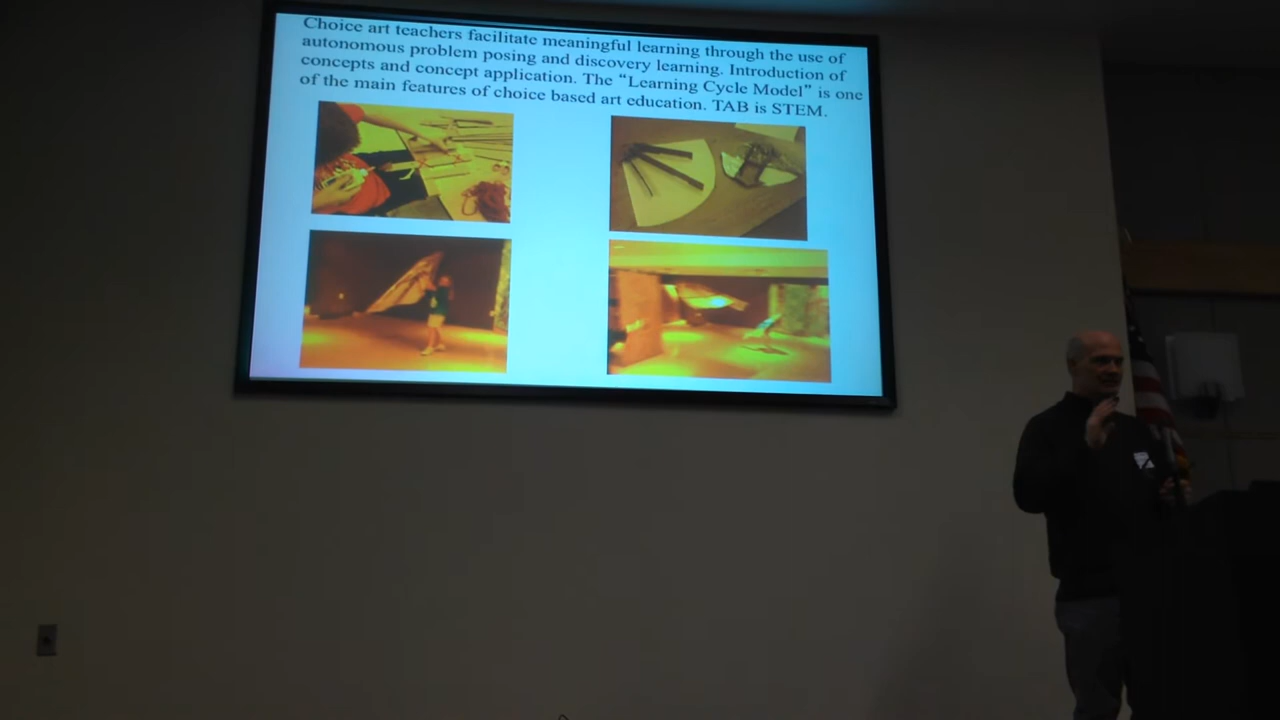 Choice art teachers facilitate meaningful learning through the use of
autonomous problem posing and discovery learning. Introduction of
concepts and concept application. The “Learning Cycle Model” is one
of the main features of choice based art education. TAB is STEM.